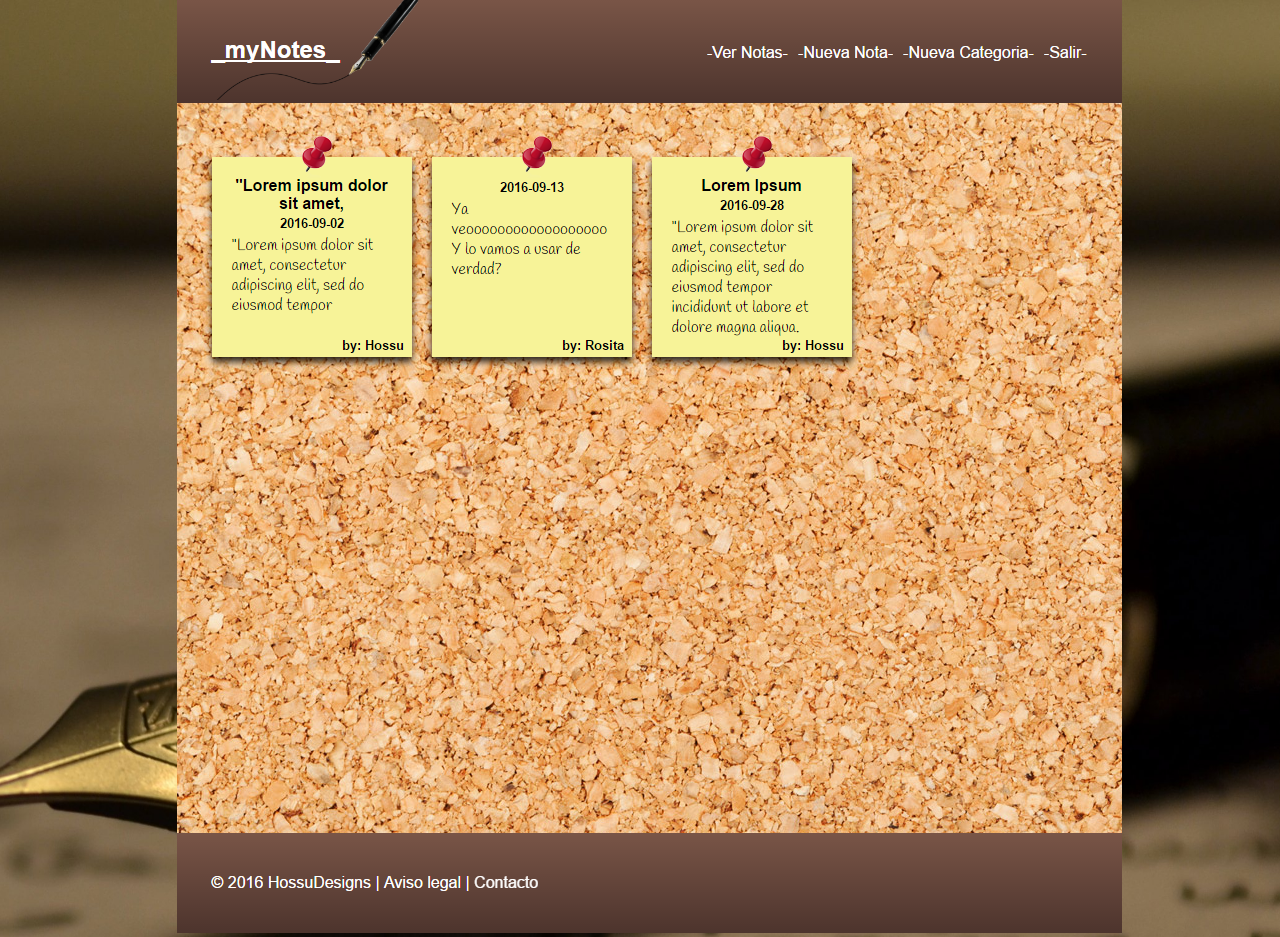 _myNotes_
-Ver Notas- -Nueva Nota- -Nueva Categoria- -Salir-
"Lorem ipsum dolor
sit amet,
2016-09-02
"Lorem ipsum dolor sit
amet, consectetur
adipiscing elit, sed do
eiusmod tempor
by: Hossu
2016-09-13
Ya
veoooooooooooooooooo
Y lo vamos a usar de
verdad?
by: Rosita
Lorem Ipsum
2016-09-28
"Lorem ipsum dolor sit
amet, consectetur
adipiscing elit, sed do
eiusmod tempor
incididunt ut labore et
dolore magna aliqua.
by: Hossu
© 2016 HossuDesigns | Aviso legal | Contacto